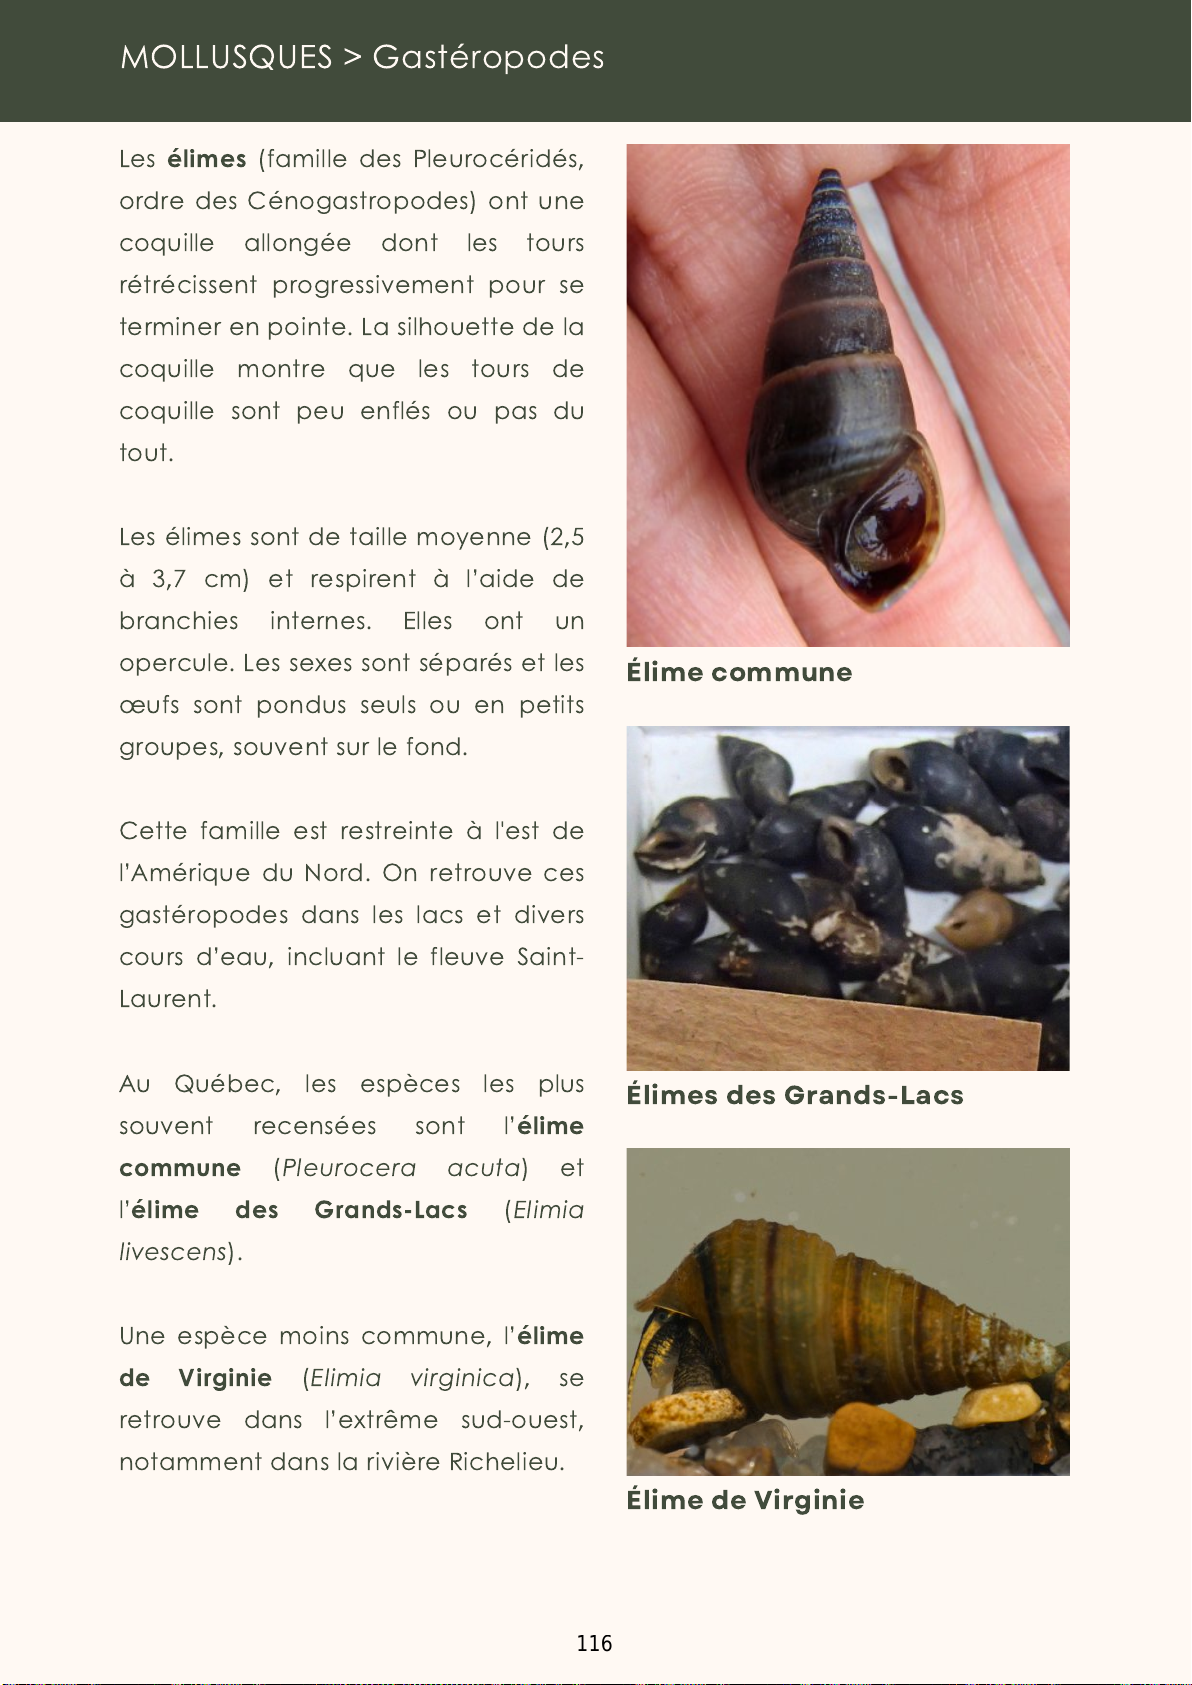 MOLLUSQUES > Gastéropodes
Les élimes (famille des Pleurocéridés,
ordre des Cénogastropodes) ont une
coquille allongée dont les tours
rétrécissent progressivement pour se
terminer en pointe. La silhouette de la
coquille montre que les tours de
coquille sont peu enflés ou pas du
tout.
Les élimes sont de taille moyenne (2,5
à 3,7 cm) et respirent à l’aide de
branchies internes. Elles ont un
opercule. Les sexes sont séparés et les
œufs sont pondus seuls ou en petits
groupes, souvent sur le fond.
Cette famille est restreinte à l'est de
l’Amérique du Nord. On retrouve ces
gastéropodes dans les lacs et divers
cours d’eau, incluant le fleuve Saint-
Laurent.
Au Québec, les espèces les plus
souvent recensées sont l’élime
commune (Pleurocera acuta) et
l’élime des Grands-Lacs (Elimia
livescens).
Une espèce moins commune, l’élime
de Virginie (Elimia virginica), se
retrouve dans l’extrême sud-ouest,
notamment dans la rivière Richelieu.
Élime commune
Élimes des Grands-Lacs
Élime de Virginie
116